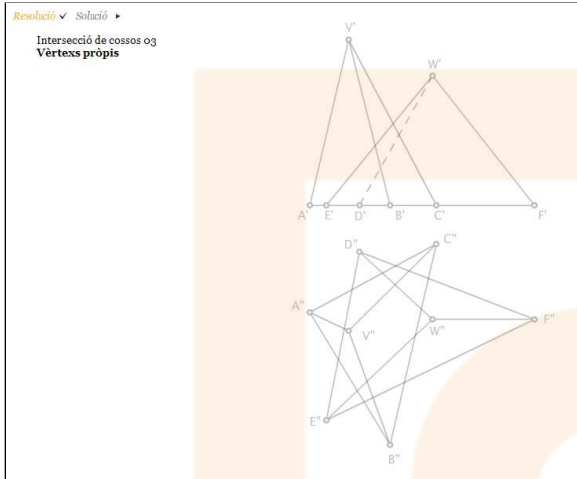 Resolució ✓ Solució ▸
Intersecció de cossos 03
Vèrtexs pròpis
V'
W'
A' E' D' B' C' F'
D" C"
A" F"
V" W"
E"
B"